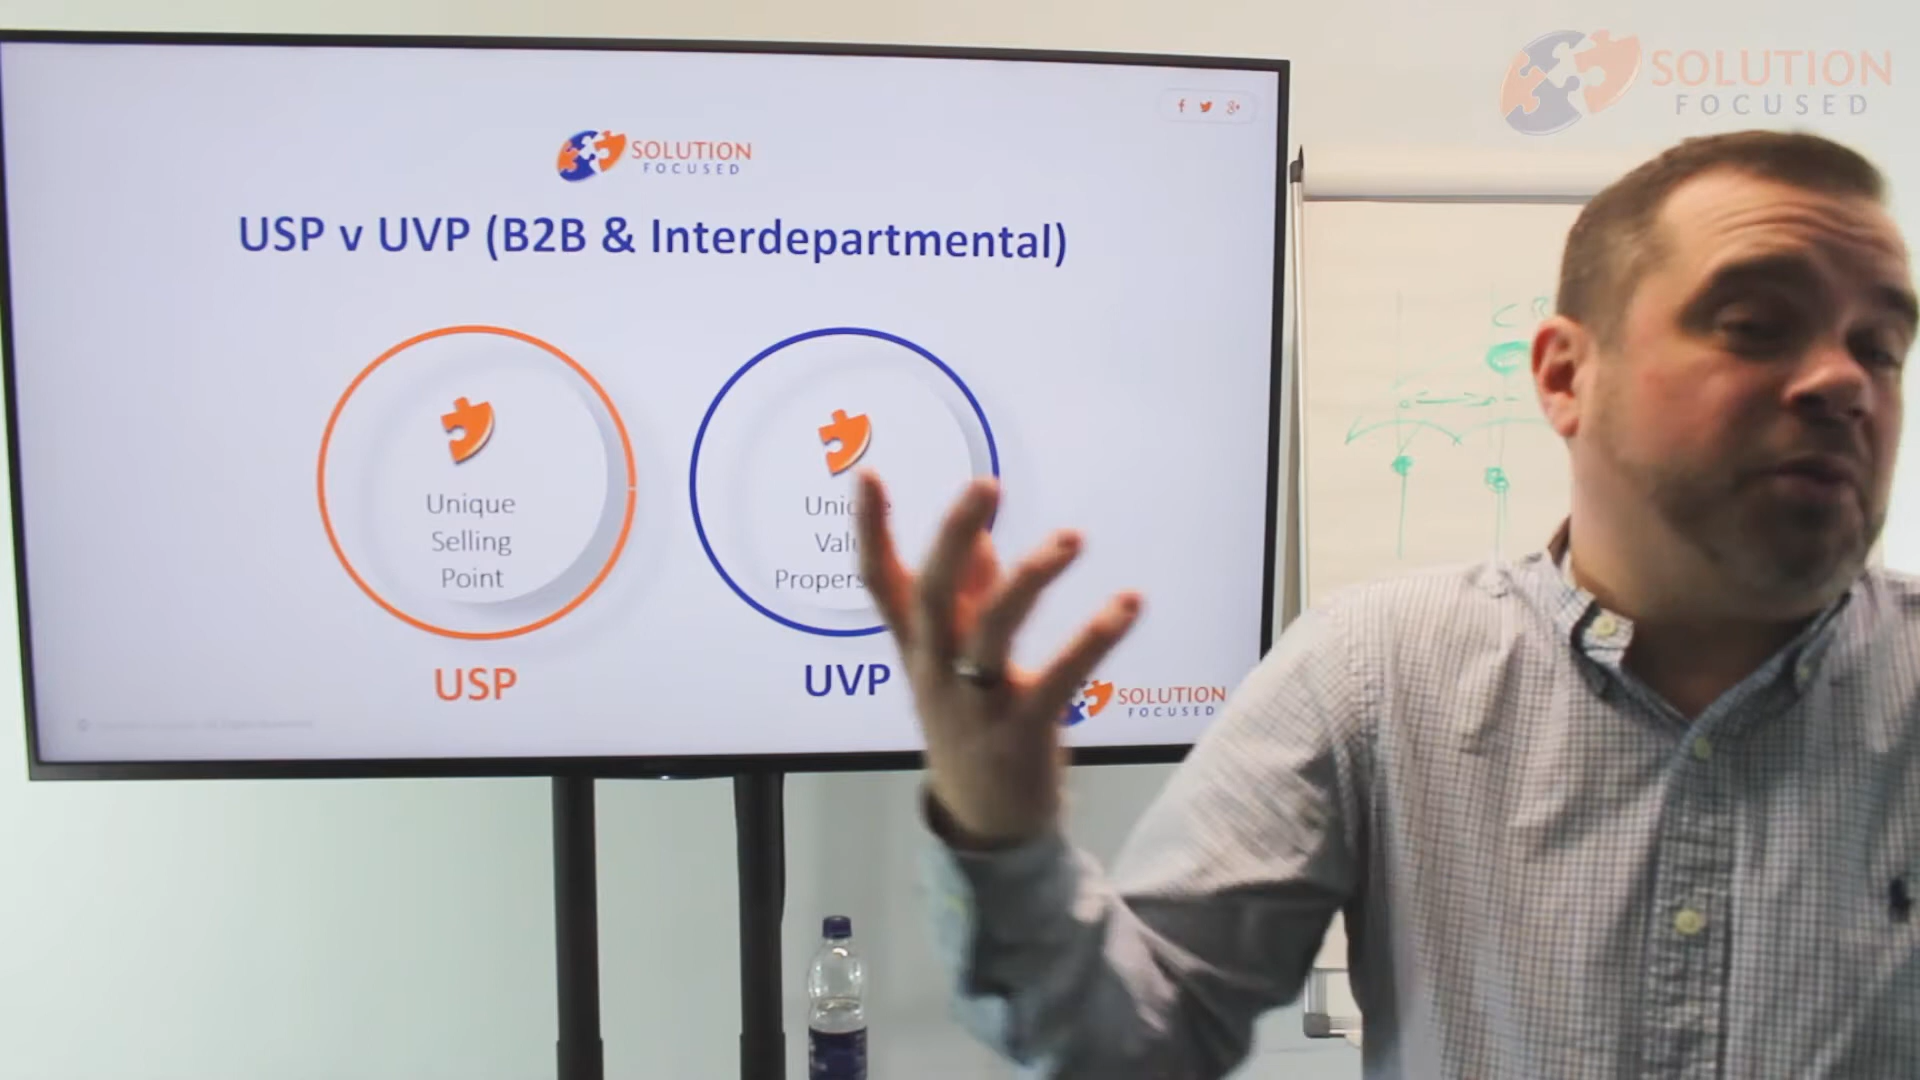 SOLUTION
FOCUSED
SOLUTION
FOCUSED
USP v UVP (B2B & Interdepartmental)
Unique
Selling
Point
USP
UVP
SOLUTION
FOCUSED